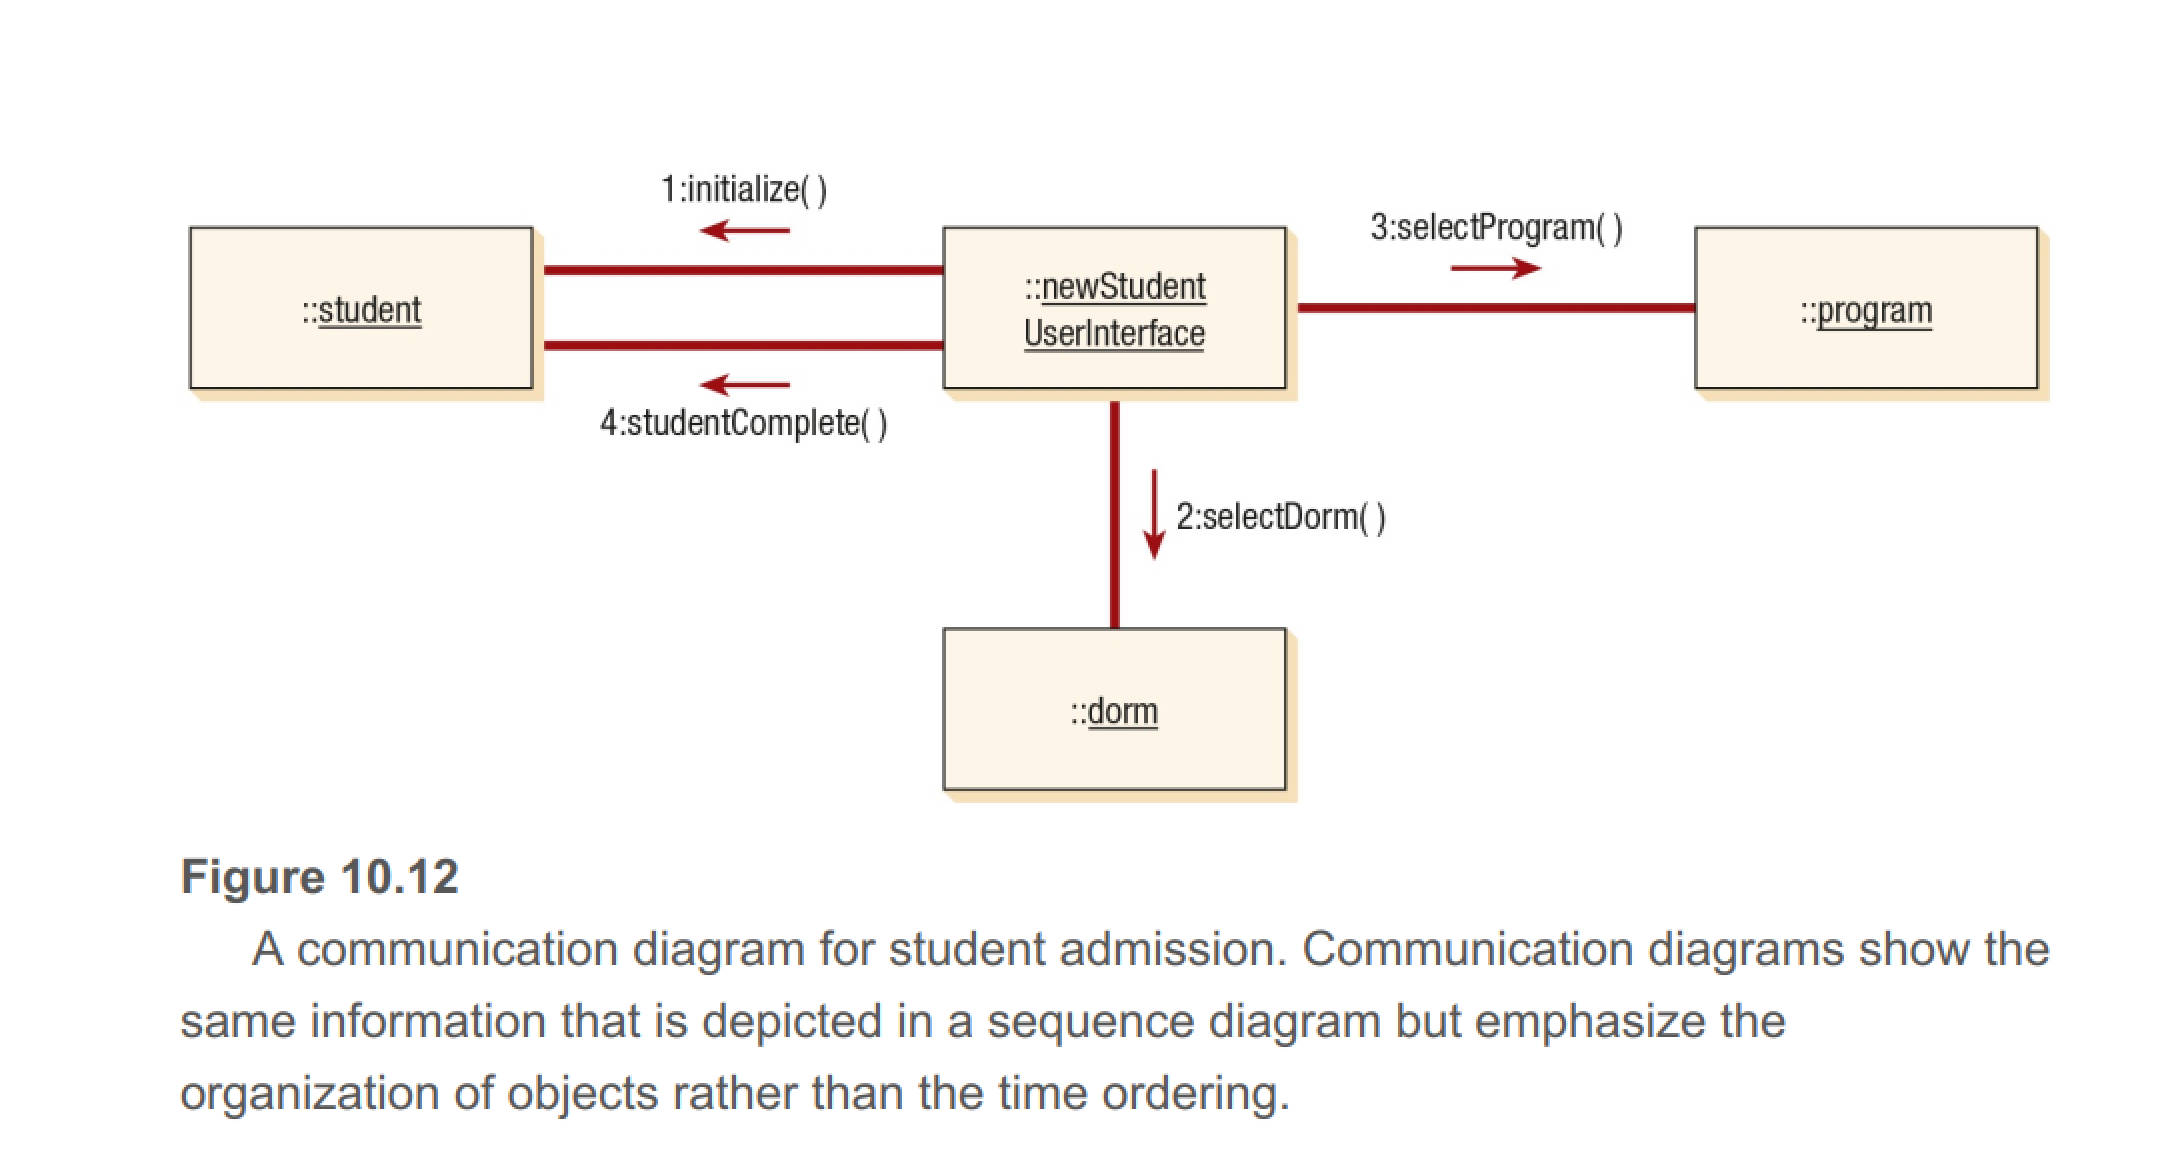 1:initialize( )
3:selectProgram( )
::student
::newStudent
UserInterface
::program
4:studentComplete( )
2:selectDorm( )
::dorm
Figure 10.12
A communication diagram for student admission. Communication diagrams show the
same information that is depicted in a sequence diagram but emphasize the
organization of objects rather than the time ordering.